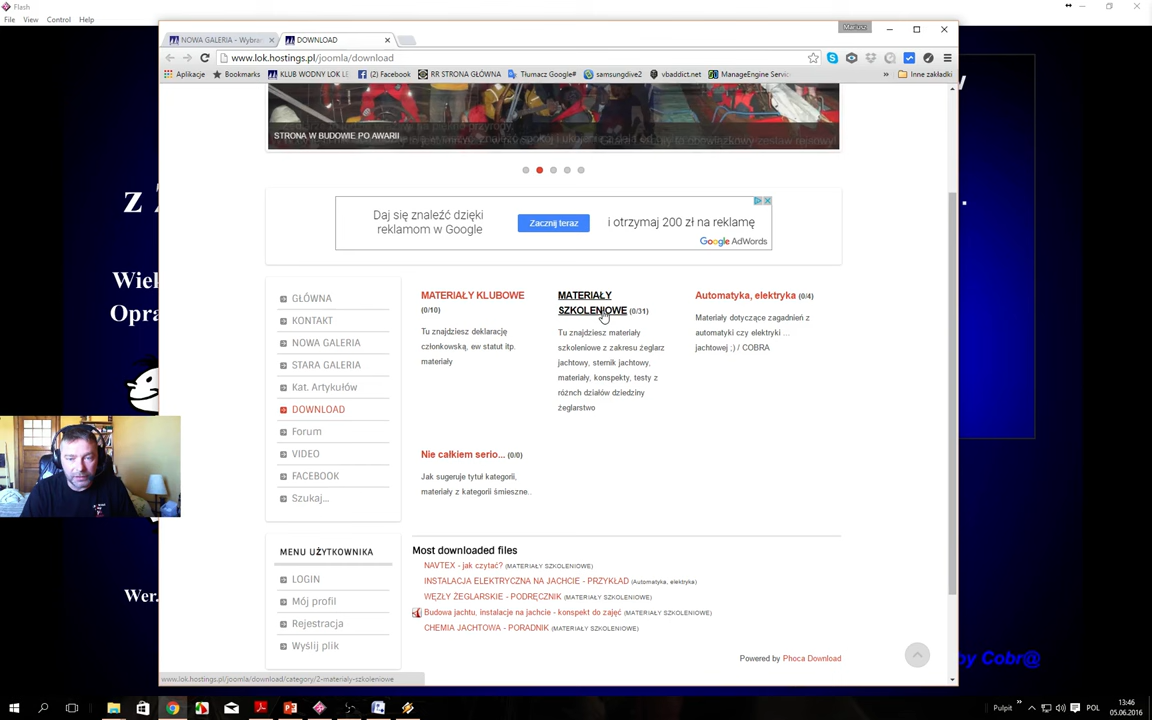 Flash
File View Control Help
Mariusz
NOWA GALERIA - Wybra
DOWNLOAD
www.lok.hostings.pl/joomla/download
Aplikacje
Bookmarks
KLUB WODNY LOK LE
(2) Facebook
RR STRONA GŁÓWNA
Tłumacz Google#
samsungdive2
vbaddict.net
ManageEngine Servic
»
Inne zakładki
STRONA W BUDOWIE PO AWARII
Daj się znaleźć dzięki
reklamom w Google
Zacznij teraz
i otrzymaj 200 zł na reklamę
Google AdWords
z
Wiel
Opra
Wer.
GŁÓWNA
KONTAKT
NOWA GALERIA
STARA GALERIA
Kat. Artykułów
DOWNLOAD
Forum
VIDEO
FACEBOOK
Szukaj...
MENU UŻYTKOWNIKA
LOGIN
Mój profil
Rejestracja
Wyślij plik
MATERIAŁY KLUBOWE
(0/10)
Tu znajdziesz deklarację
członkowską, ew statut itp.
materiały
MATERIAŁY
SZKOLENIOWE (0/31)
Tu znajdziesz materiały
szkoleniowe z zakresu żeglarz
jachtowy, sternik jachtowy,
materiały, konspekty, testy z
róznch działów dziedziny
żeglarstwo
Automatyka, elektryka (0/4)
Materiały dotyczące zagadnień z
automatyki czy elektryki ...
jachtowej ;) / COBRA
Nie całkiem serio... (0/0)
Jak sugeruje tytuł kategorii,
materiały z kategorii śmieszne..
Most downloaded files
NAVTEX - jak czytać? (MATERIAŁY SZKOLENIOWE)
INSTALACJA ELEKTRYCZNA NA JACHCIE - PRZYKŁAD (Automatyka, elektryka)
WĘZŁY ŻEGLARSKIE - PODRĘCZNIK (MATERIAŁY SZKOLENIOWE)
Budowa jachtu, instalacje na jachcie - konspekt do zajęć (MATERIAŁY SZKOLENIOWE)
CHEMIA JACHTOWA - PORADNIK (MATERIAŁY SZKOLENIOWE)
Powered by Phoca Download
by Cobr@
www.lok.hostings.pl/joomla/download/category/2-materialy-szkoleniowe
Pulpit
»
POL
13:46
05.06.2016